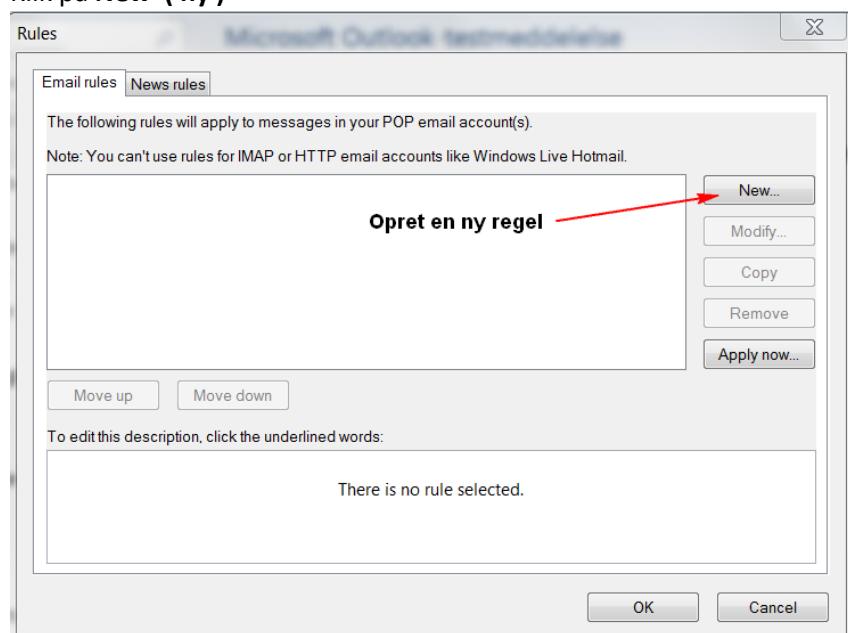 Rules
Microsoft Outlook testmeddelelse
Email rules News rules
The following rules will apply to messages in your POP email account(s).
Note: You can't use rules for IMAP or HTTP email accounts like Windows Live Hotmail.
New...
Opret en ny regel
Modify...
Copy
Remove
Apply now...
Move up Move down
To edit this description, click the underlined words:
There is no rule selected.
OK Cancel